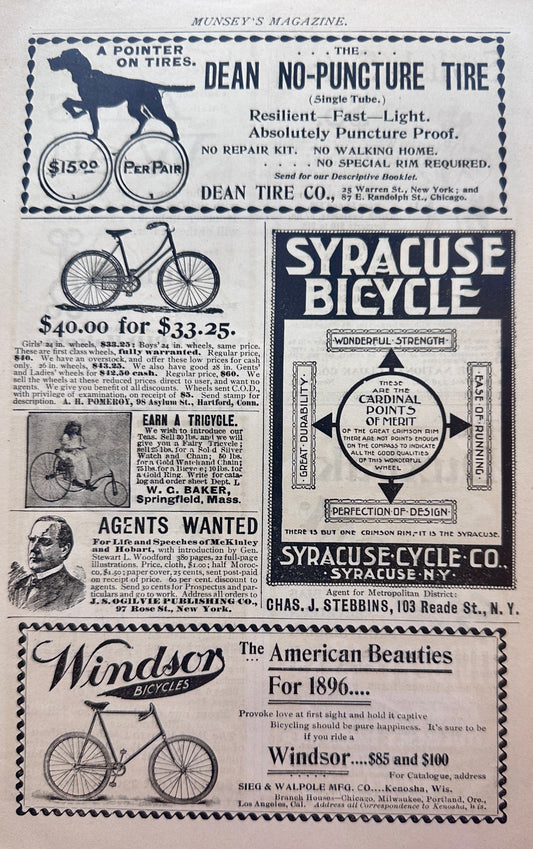 MUNSEY'S MAGAZINE.
A POINTER
ON TIRES.
$15.00 PER PAIR
. . . THE . . .
DEAN NO-PUNCTURE TIRE
(Single Tube.)
Resilient—Fast—Light.
Absolutely Puncture Proof.
NO REPAIR KIT. NO WALKING HOME.
. . . . NO SPECIAL RIM REQUIRED.
Send for our Descriptive Booklet.
DEAN TIRE CO., 25 Warren St., New York; and
87 E. Randolph St., Chicago.
$40.00 for $33.25.
Girls' 24 in. wheels, $33.25; Boys' 24 in. wheels, same price.
These are first class wheels, fully warranted. Regular price,
$40. We have an overstock and offer these low prices for cash
only. 26 in. wheels, $43.25. We also have good 28 in. Gents'
and Ladies' wheels for $42.50 cash. Regular price, $60. We
sell the wheels at these reduced prices direct to user, and want no
agents. We give you benefit of all discounts. Wheels sent C.O.D.,
with privilege of examination, on receipt of $5. Send stamp for
description. A. H. POMEROY, 98 Asylum St., Hartford, Conn.
EARN A TRICYCLE.
We wish to introduce our
Teas. Sell 30 lbs. and we will
give you a Fairy Tricycle;
sell 75 lbs. for a Solid Silver
Watch and Chain; 50 lbs.
for a Gold Watch and Chain;
75 lbs. for a Bicycle; 10 lbs.
for a Gold Ring. Write for cata-
log and order sheet Dept. I
W. G. BAKER,
Springfield, Mass.
AGENTS WANTED
For Life and Speeches of McKinley
and Hobart, with introduction by Gen.
Stewart L. Woodford 380 pages, 22 full-page
illustrations. Price, cloth, $1.00; half Moroc-
co, $1.50; paper cover, 25 cents, sent post-paid
on receipt of price. 60 per cent. discount to
agents. Send 30 cents for Prospectus and par-
ticulars and go to work. Address all orders to
J. S. OGILVIE PUBLISHING CO.,
97 Rose St., New York.
SYRACUSE
BICYCLE
WONDERFUL·STRENGTH
GREAT·DURABILITY
THESE
ARE THE
CARDINAL
POINTS
OF MERIT
OF THE GREAT CRIMSON RIM
THERE ARE NOT POINTS ENOUGH
ON THE COMPASS TO INDICATE
ALL THE GOOD QUALITIES
OF THIS WONDERFUL
WHEEL
EASE·OF·RUNNING
PERFECTION·OF·DESIGN
THERE IS BUT ONE CRIMSON RIM,—IT IS THE SYRACUSE.
SYRACUSE·CYCLE·CO.,
SYRACUSE·N·Y·
Agent for Metropolitan District:
CHAS. J. STEBBINS, 103 Reade St., N. Y.
Windsor
BICYCLES
The American Beauties
For 1896....
Provoke love at first sight and hold it captive
Bicycling should be pure happiness. It's sure to be
if you ride a
Windsor....$85 and $100
For Catalogue, address
SIEG & WALPOLE MFG. CO....Kenosha, Wis.
Branch Houses—Chicago, Milwaukee, Portland, Ore.,
Los Angeles, Cal. Address all Correspondence to Kenosha, Wis.